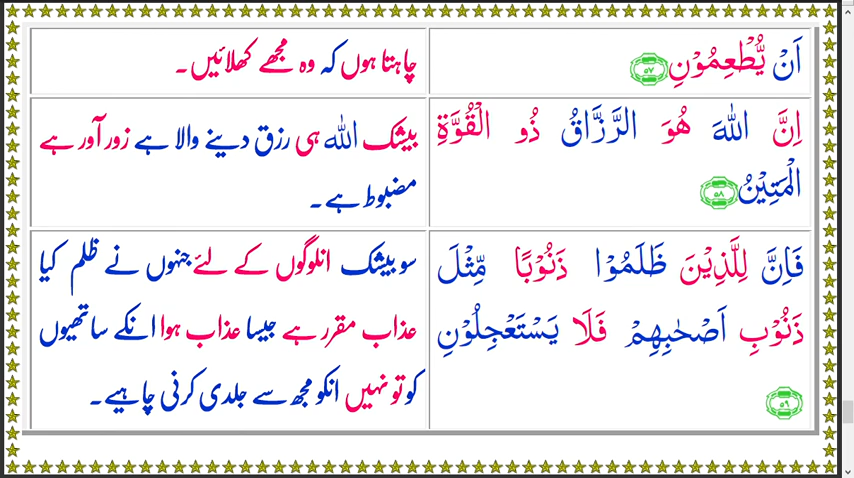 اَنْ يُّطْعِمُوْنِ ۵۷
چاہتا ہوں کہ وہ مجھے کھلائیں۔
اِنَّ اللّٰهَ هُوَ الرَّزَّاقُ ذُو الْقُوَّةِ
الْمَتِيْنُ ۵۸
بیشک اللہ ہی رزق دینے والا ہے زور آور ہے
مضبوط ہے۔
فَاِنَّ لِلَّذِيْنَ ظَلَمُوْا ذَنُوْبًا مِّثْلَ
ذَنُوْبِ اَصْحٰبِهِمْ فَلَا يَسْتَعْجِلُوْنِ
۵۹
سو بیشک انلوگوں کے لئے جنہوں نے ظلم کیا
عذاب مقرر ہے جیسا عذاب ہوا انکے ساتھیوں
کو تو نہیں انکو مجھ سے جلدی کرنی چاہیے۔